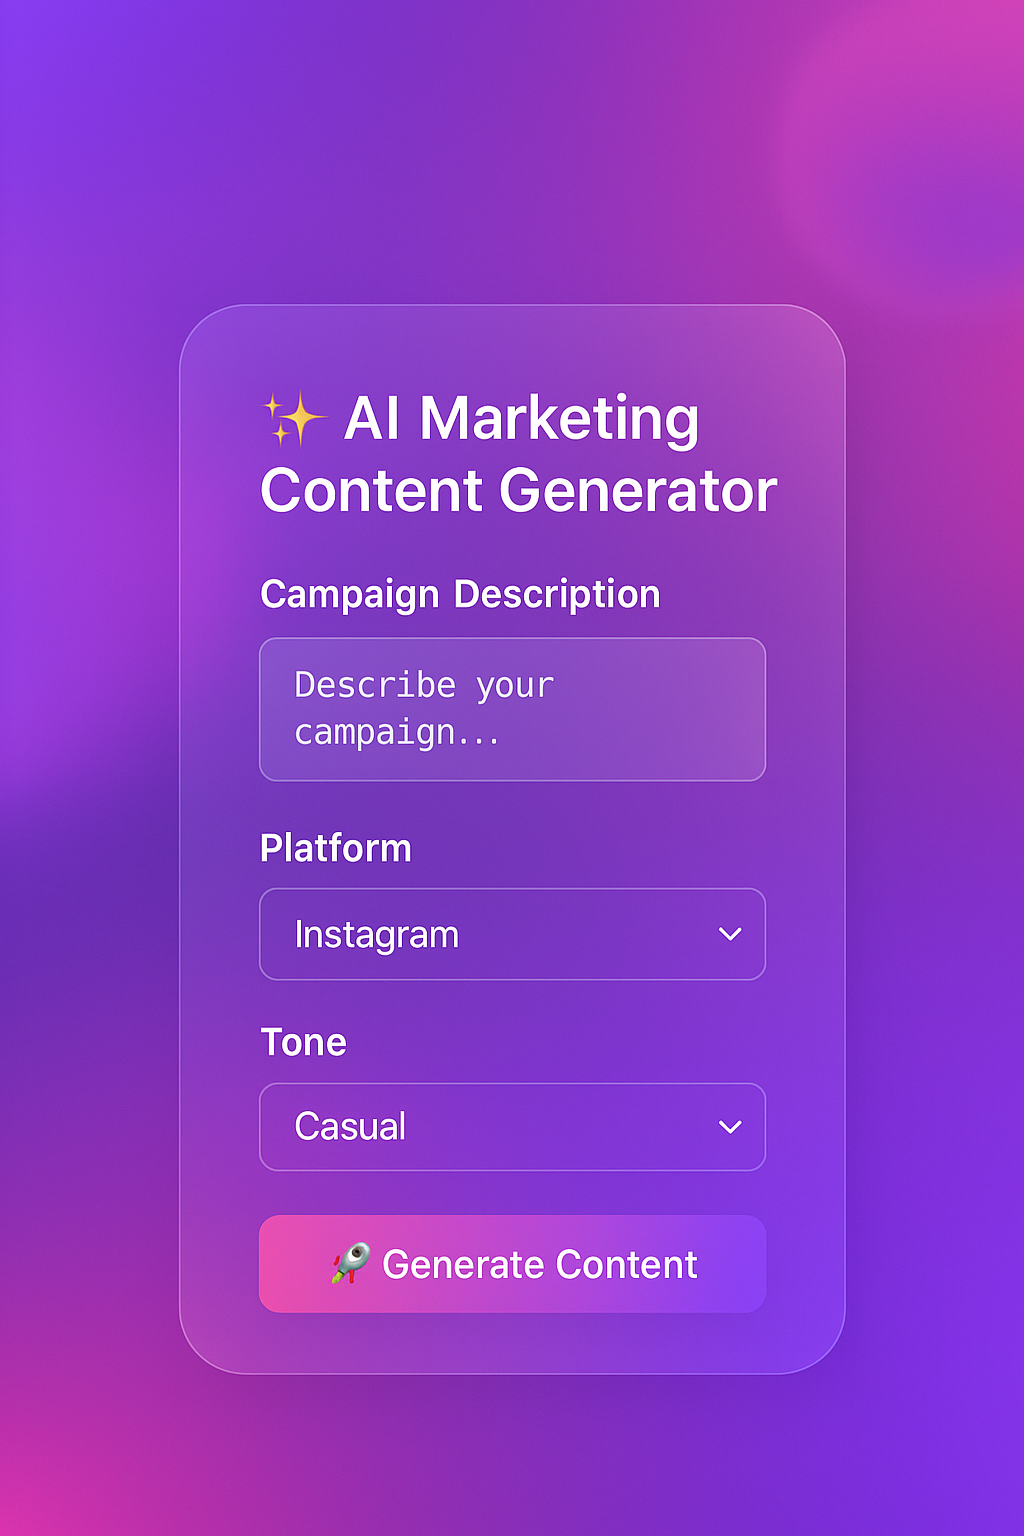 ✨ AI Marketing
Content Generator
Campaign Description
Describe your
campaign...
Platform
Instagram
Tone
Casual
🚀 Generate Content